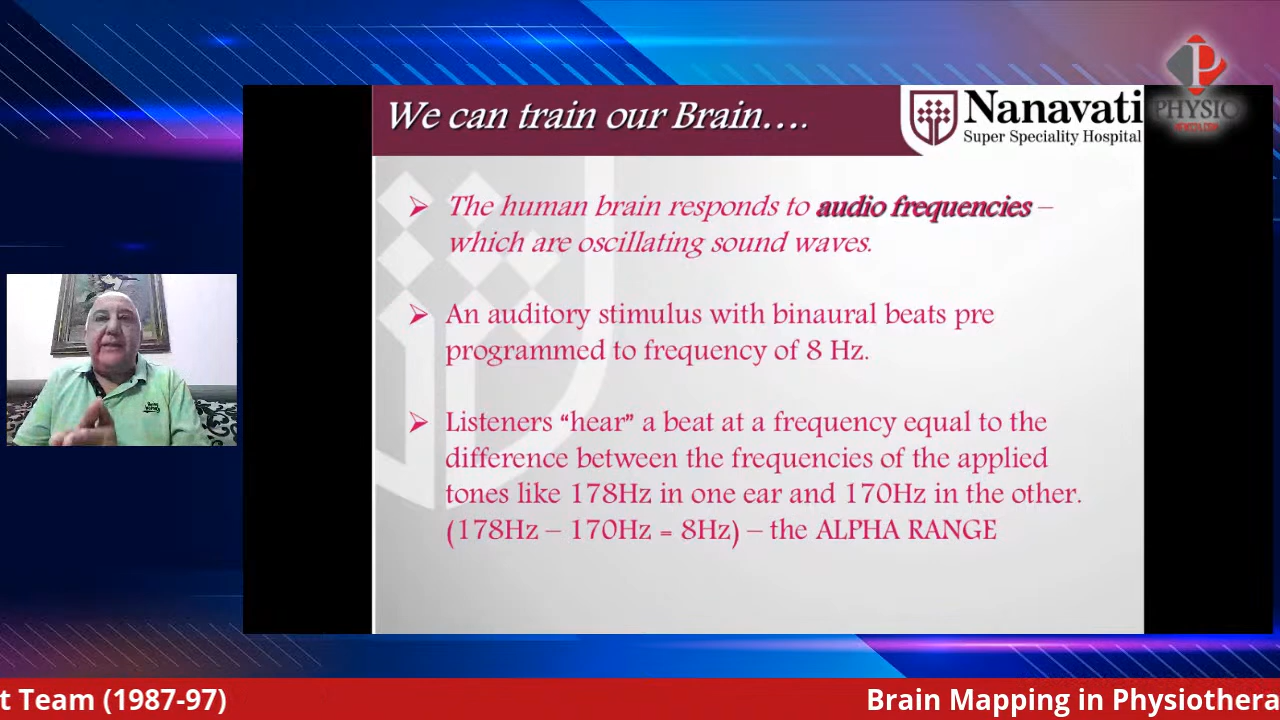 We can train our Brain….
Nanavati
Super Speciality Hospital
PHYSIO
The human brain responds to audio frequencies –
which are oscillating sound waves.
An auditory stimulus with binaural beats pre
programmed to frequency of 8 Hz.
Listeners “hear” a beat at a frequency equal to the
difference between the frequencies of the applied
tones like 178Hz in one ear and 170Hz in the other.
(178Hz – 170Hz = 8Hz) – the ALPHA RANGE
t Team (1987-97)
Brain Mapping in Physiothera